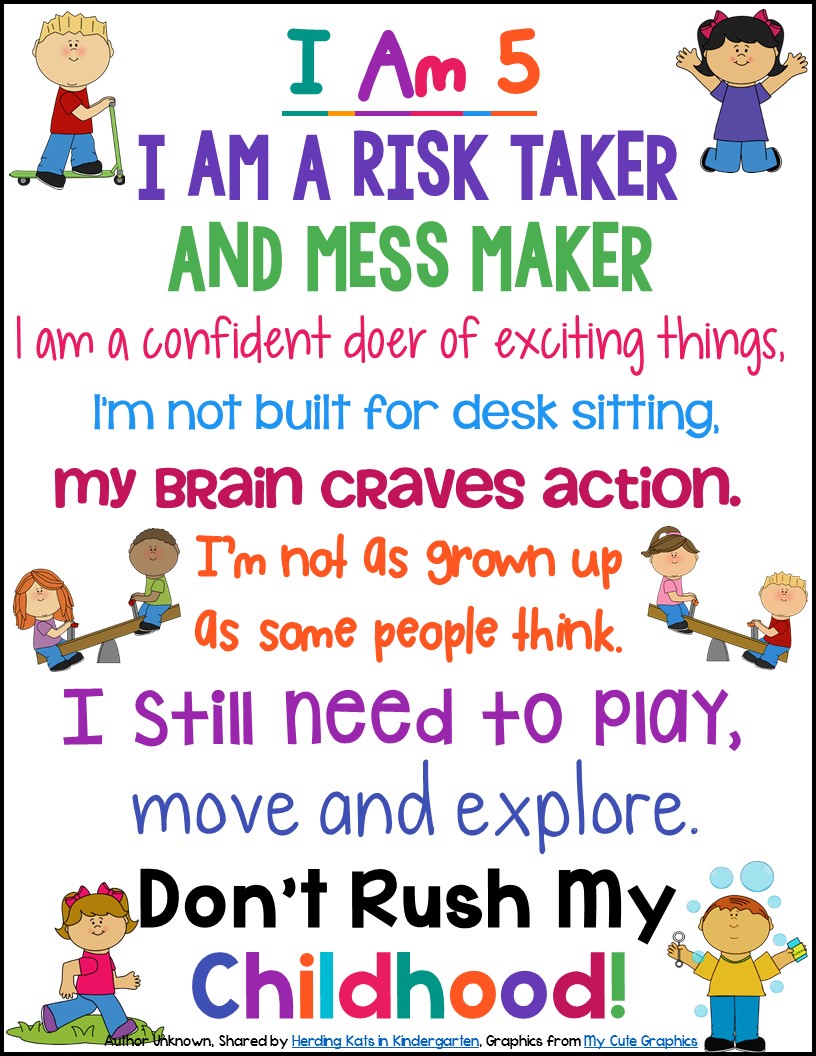 I Am 5
I AM A RISK TAKER
AND MESS MAKER
I am a confident doer of exciting things,
I'm not built for desk sitting,
my Brain craves action.
I'm not as grown up
as some people think.
I still need to play,
move and explore.
Don't Rush My
Childhood!
Author Unknown, Shared by Herding Kats in Kindergarten, Graphics from My Cute Graphics